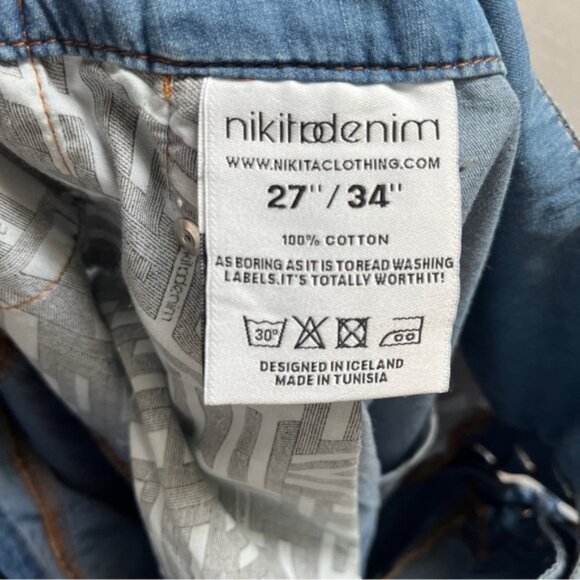 nikitadenim
WWW.NIKITACLOTHING.COM
27"/34"
100% COTTON
AS BORING AS IT IS TO READ WASHING
LABELS.IT'S TOTALLY WORTH IT!
30°
DESIGNED IN ICELAND
MADE IN TUNISIA